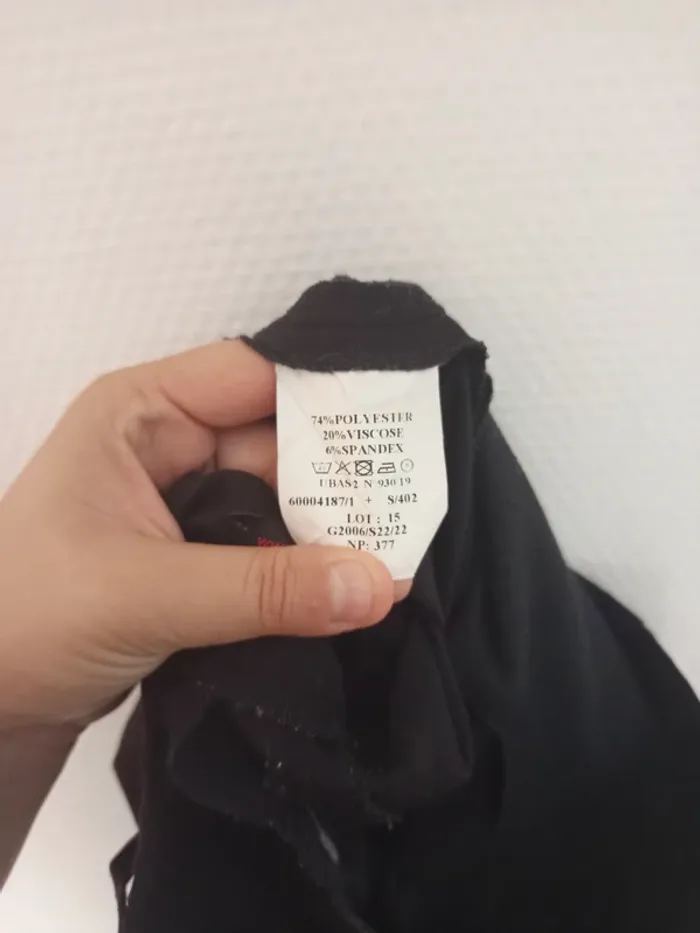 74%POLYESTER
20%VISCOSE
6%SPANDEX
UBAS2 N 930 19
60004187/1 + S/402
LOT : 15
G2006/S22/22
NP: 377